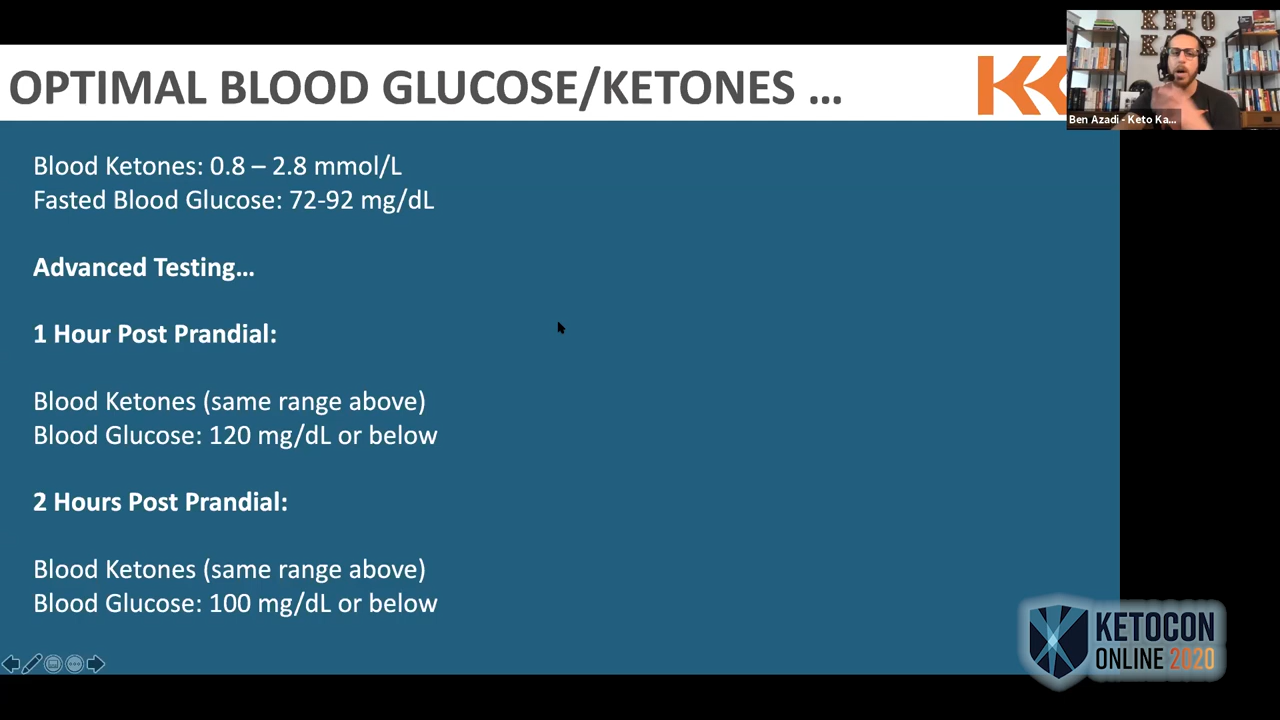 OPTIMAL BLOOD GLUCOSE/KETONES ...
KK
KETO
Ben Azadi - Keto Ka...
Blood Ketones: 0.8 – 2.8 mmol/L
Fasted Blood Glucose: 72-92 mg/dL
Advanced Testing...
1 Hour Post Prandial:
Blood Ketones (same range above)
Blood Glucose: 120 mg/dL or below
2 Hours Post Prandial:
Blood Ketones (same range above)
Blood Glucose: 100 mg/dL or below
KETOCON
ONLINE 2020